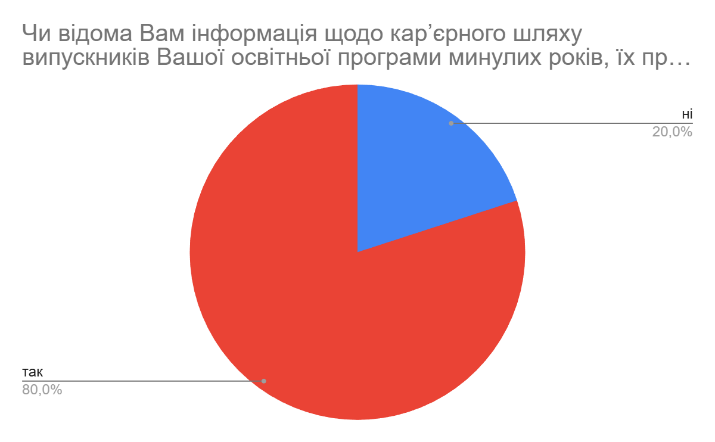 Чи відома Вам інформація щодо кар’єрного шляху
випускників Вашої освітньої програми минулих років, їх пр…
ні
20,0%
так
80,0%